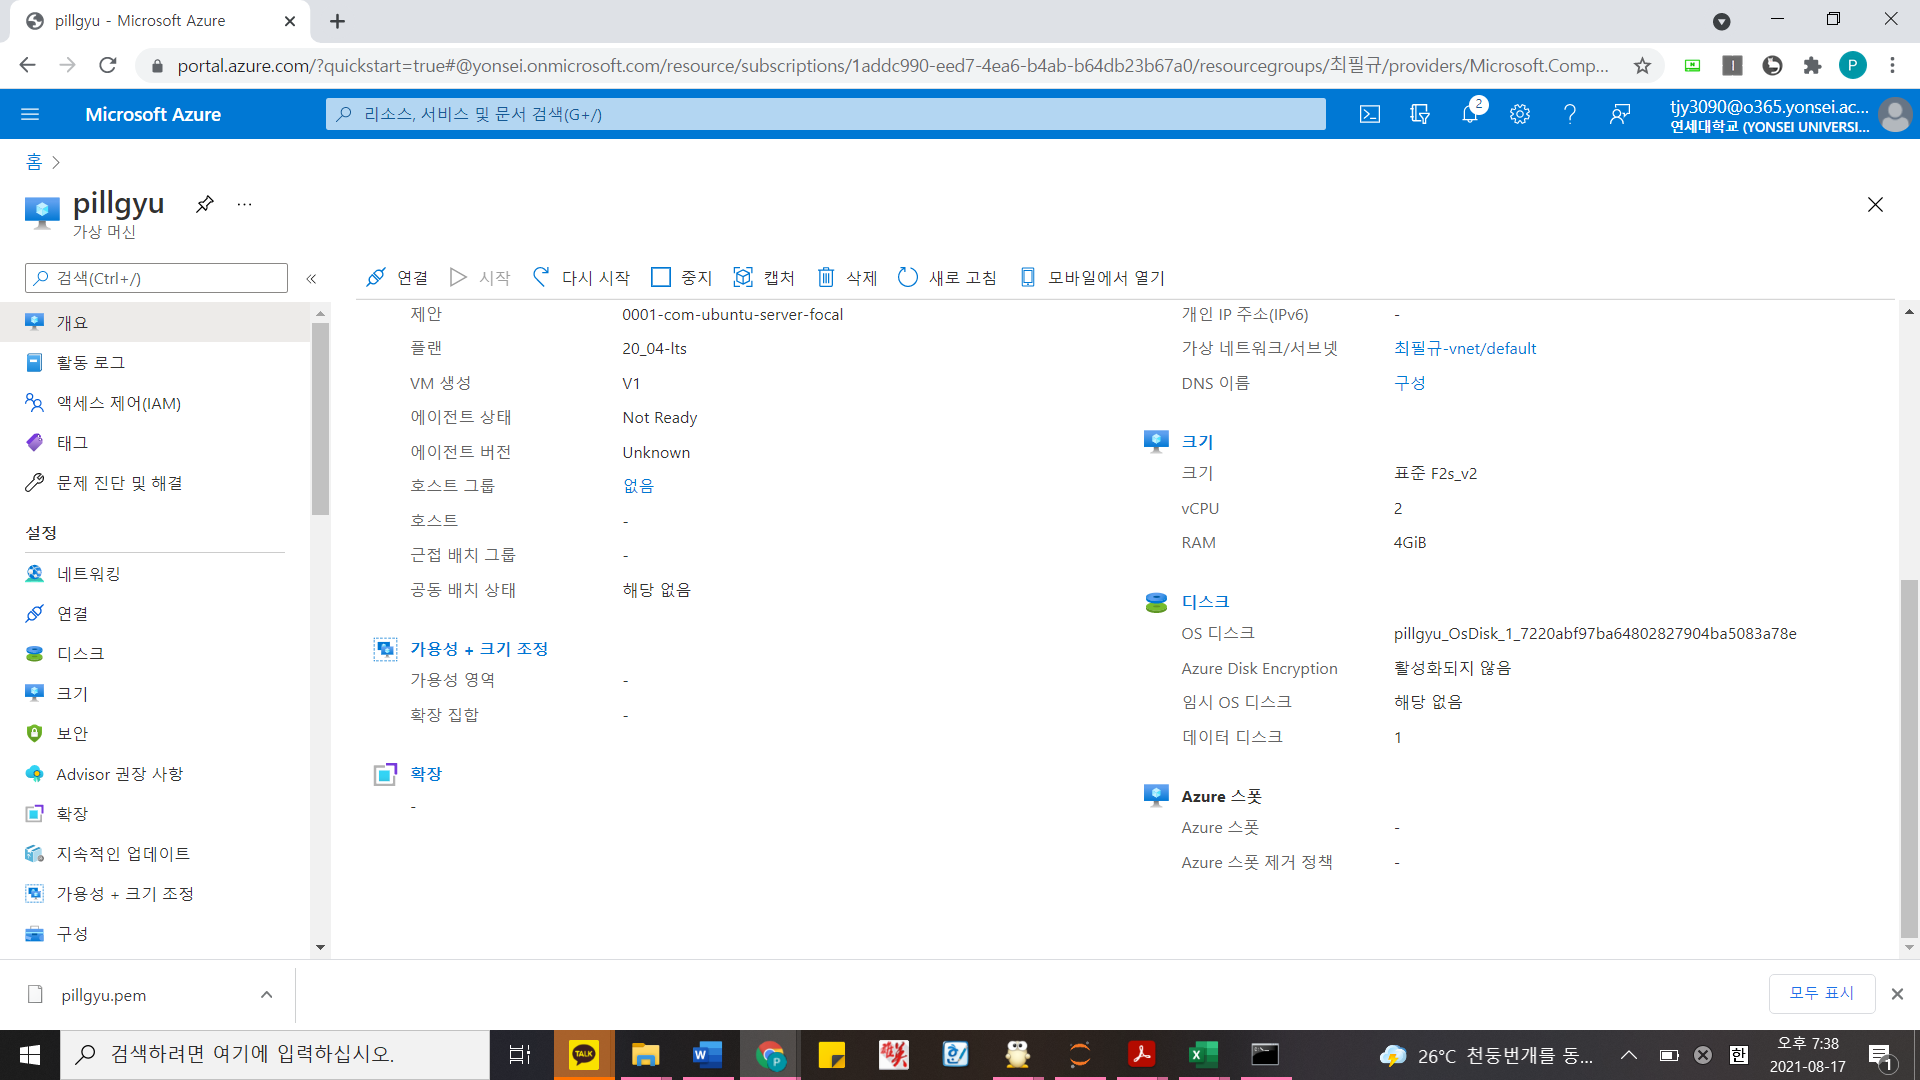 pillgyu - Microsoft Azure
portal.azure.com/?quickstart=true#@yonsei.onmicrosoft.com/resource/subscriptions/1addc990-eed7-4ea6-b4ab-b64db23b67a0/resourcegroups/최필규/providers/Microsoft.Comp...
P
Microsoft Azure
리소스, 서비스 및 문서 검색(G+/)
2
tjy3090@o365.yonsei.ac...
연세대학교 (YONSEI UNIVERSI...
홈
pillgyu
가상 머신
검색(Ctrl+/)
연결
시작
다시 시작
중지
캡처
삭제
새로 고침
모바일에서 열기
개요
활동 로그
액세스 제어(IAM)
태그
문제 진단 및 해결
설정
네트워킹
연결
디스크
크기
보안
Advisor 권장 사항
확장
지속적인 업데이트
가용성 + 크기 조정
구성
제안 0001-com-ubuntu-server-focal
플랜 20_04-lts
VM 생성 V1
에이전트 상태 Not Ready
에이전트 버전 Unknown
호스트 그룹 없음
호스트 -
근접 배치 그룹 -
공동 배치 상태 해당 없음
가용성 + 크기 조정
가용성 영역 -
확장 집합 -
확장
-
개인 IP 주소(IPv6) -
가상 네트워크/서브넷 최필규-vnet/default
DNS 이름 구성
크기
크기 표준 F2s_v2
vCPU 2
RAM 4GiB
디스크
OS 디스크 pillgyu_OsDisk_1_7220abf97ba64802827904ba5083a78e
Azure Disk Encryption 활성화되지 않음
임시 OS 디스크 해당 없음
데이터 디스크 1
Azure 스폿
Azure 스폿 -
Azure 스폿 제거 정책 -
pillgyu.pem
모두 표시
검색하려면 여기에 입력하십시오.
TALK
26°C 천둥번개를 동...
한
오후 7:38
2021-08-17
1